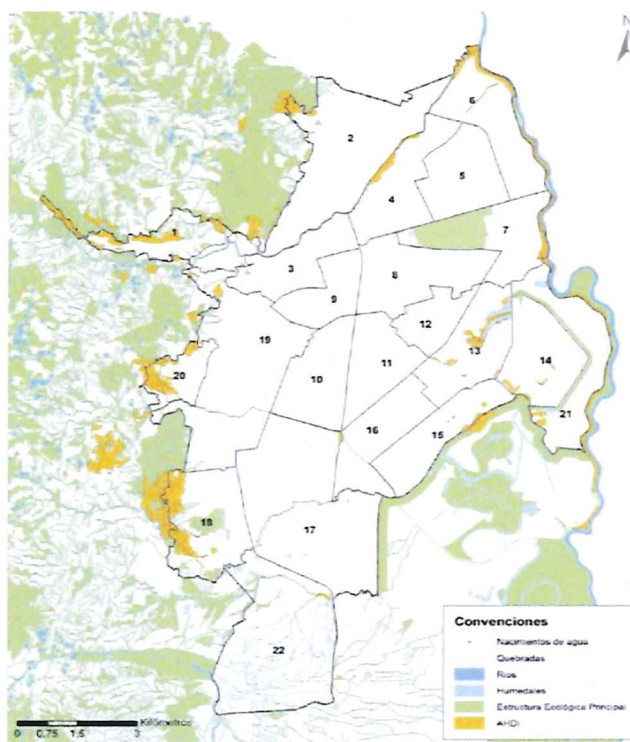 N
2
6
5
4
1
7
3
8
9
12
19
13
14
20
10
11
21
16
15
18
17
22
Convenciones
Nacimientos de agua
Quebradas
Rios
Humedales
Estructura Ecológica Principal
AHDI
0 0.75 1.5 3 Kilómetros